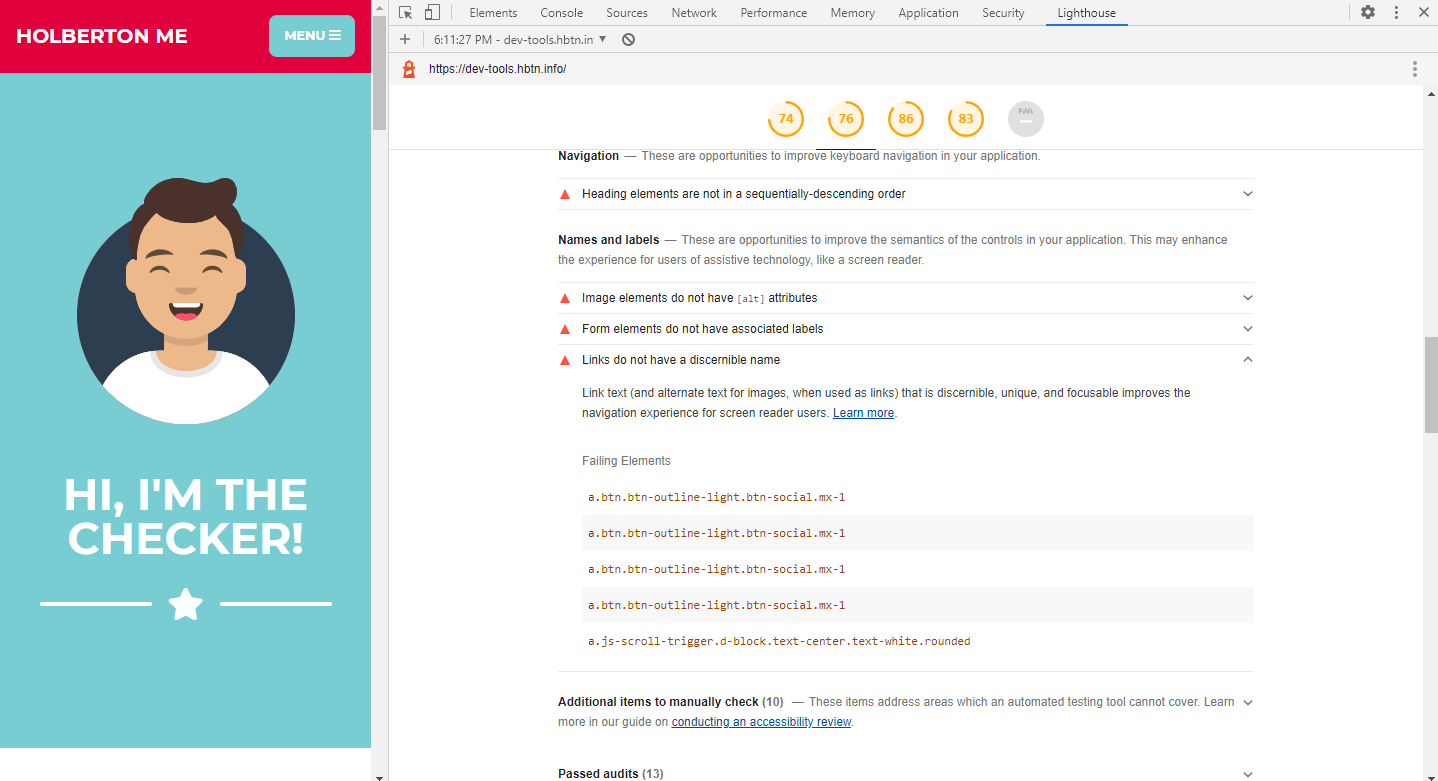 HOLBERTON ME
MENU
HI, I'M THE
CHECKER!
Elements Console Sources Network Performance Memory Application Security Lighthouse
6:11:27 PM - dev-tools.hbtn.in
https://dev-tools.hbtn.info/
74 76 86 83 PWA
Navigation — These are opportunities to improve keyboard navigation in your application.
Heading elements are not in a sequentially-descending order
Names and labels — These are opportunities to improve the semantics of the controls in your application. This may enhance
the experience for users of assistive technology, like a screen reader.
Image elements do not have [alt] attributes
Form elements do not have associated labels
Links do not have a discernible name
Link text (and alternate text for images, when used as links) that is discernible, unique, and focusable improves the
navigation experience for screen reader users. Learn more.
Failing Elements
a.btn.btn-outline-light.btn-social.mx-1
a.btn.btn-outline-light.btn-social.mx-1
a.btn.btn-outline-light.btn-social.mx-1
a.btn.btn-outline-light.btn-social.mx-1
a.js-scroll-trigger.d-block.text-center.text-white.rounded
Additional items to manually check (10) — These items address areas which an automated testing tool cannot cover. Learn
more in our guide on conducting an accessibility review.
Passed audits (13)